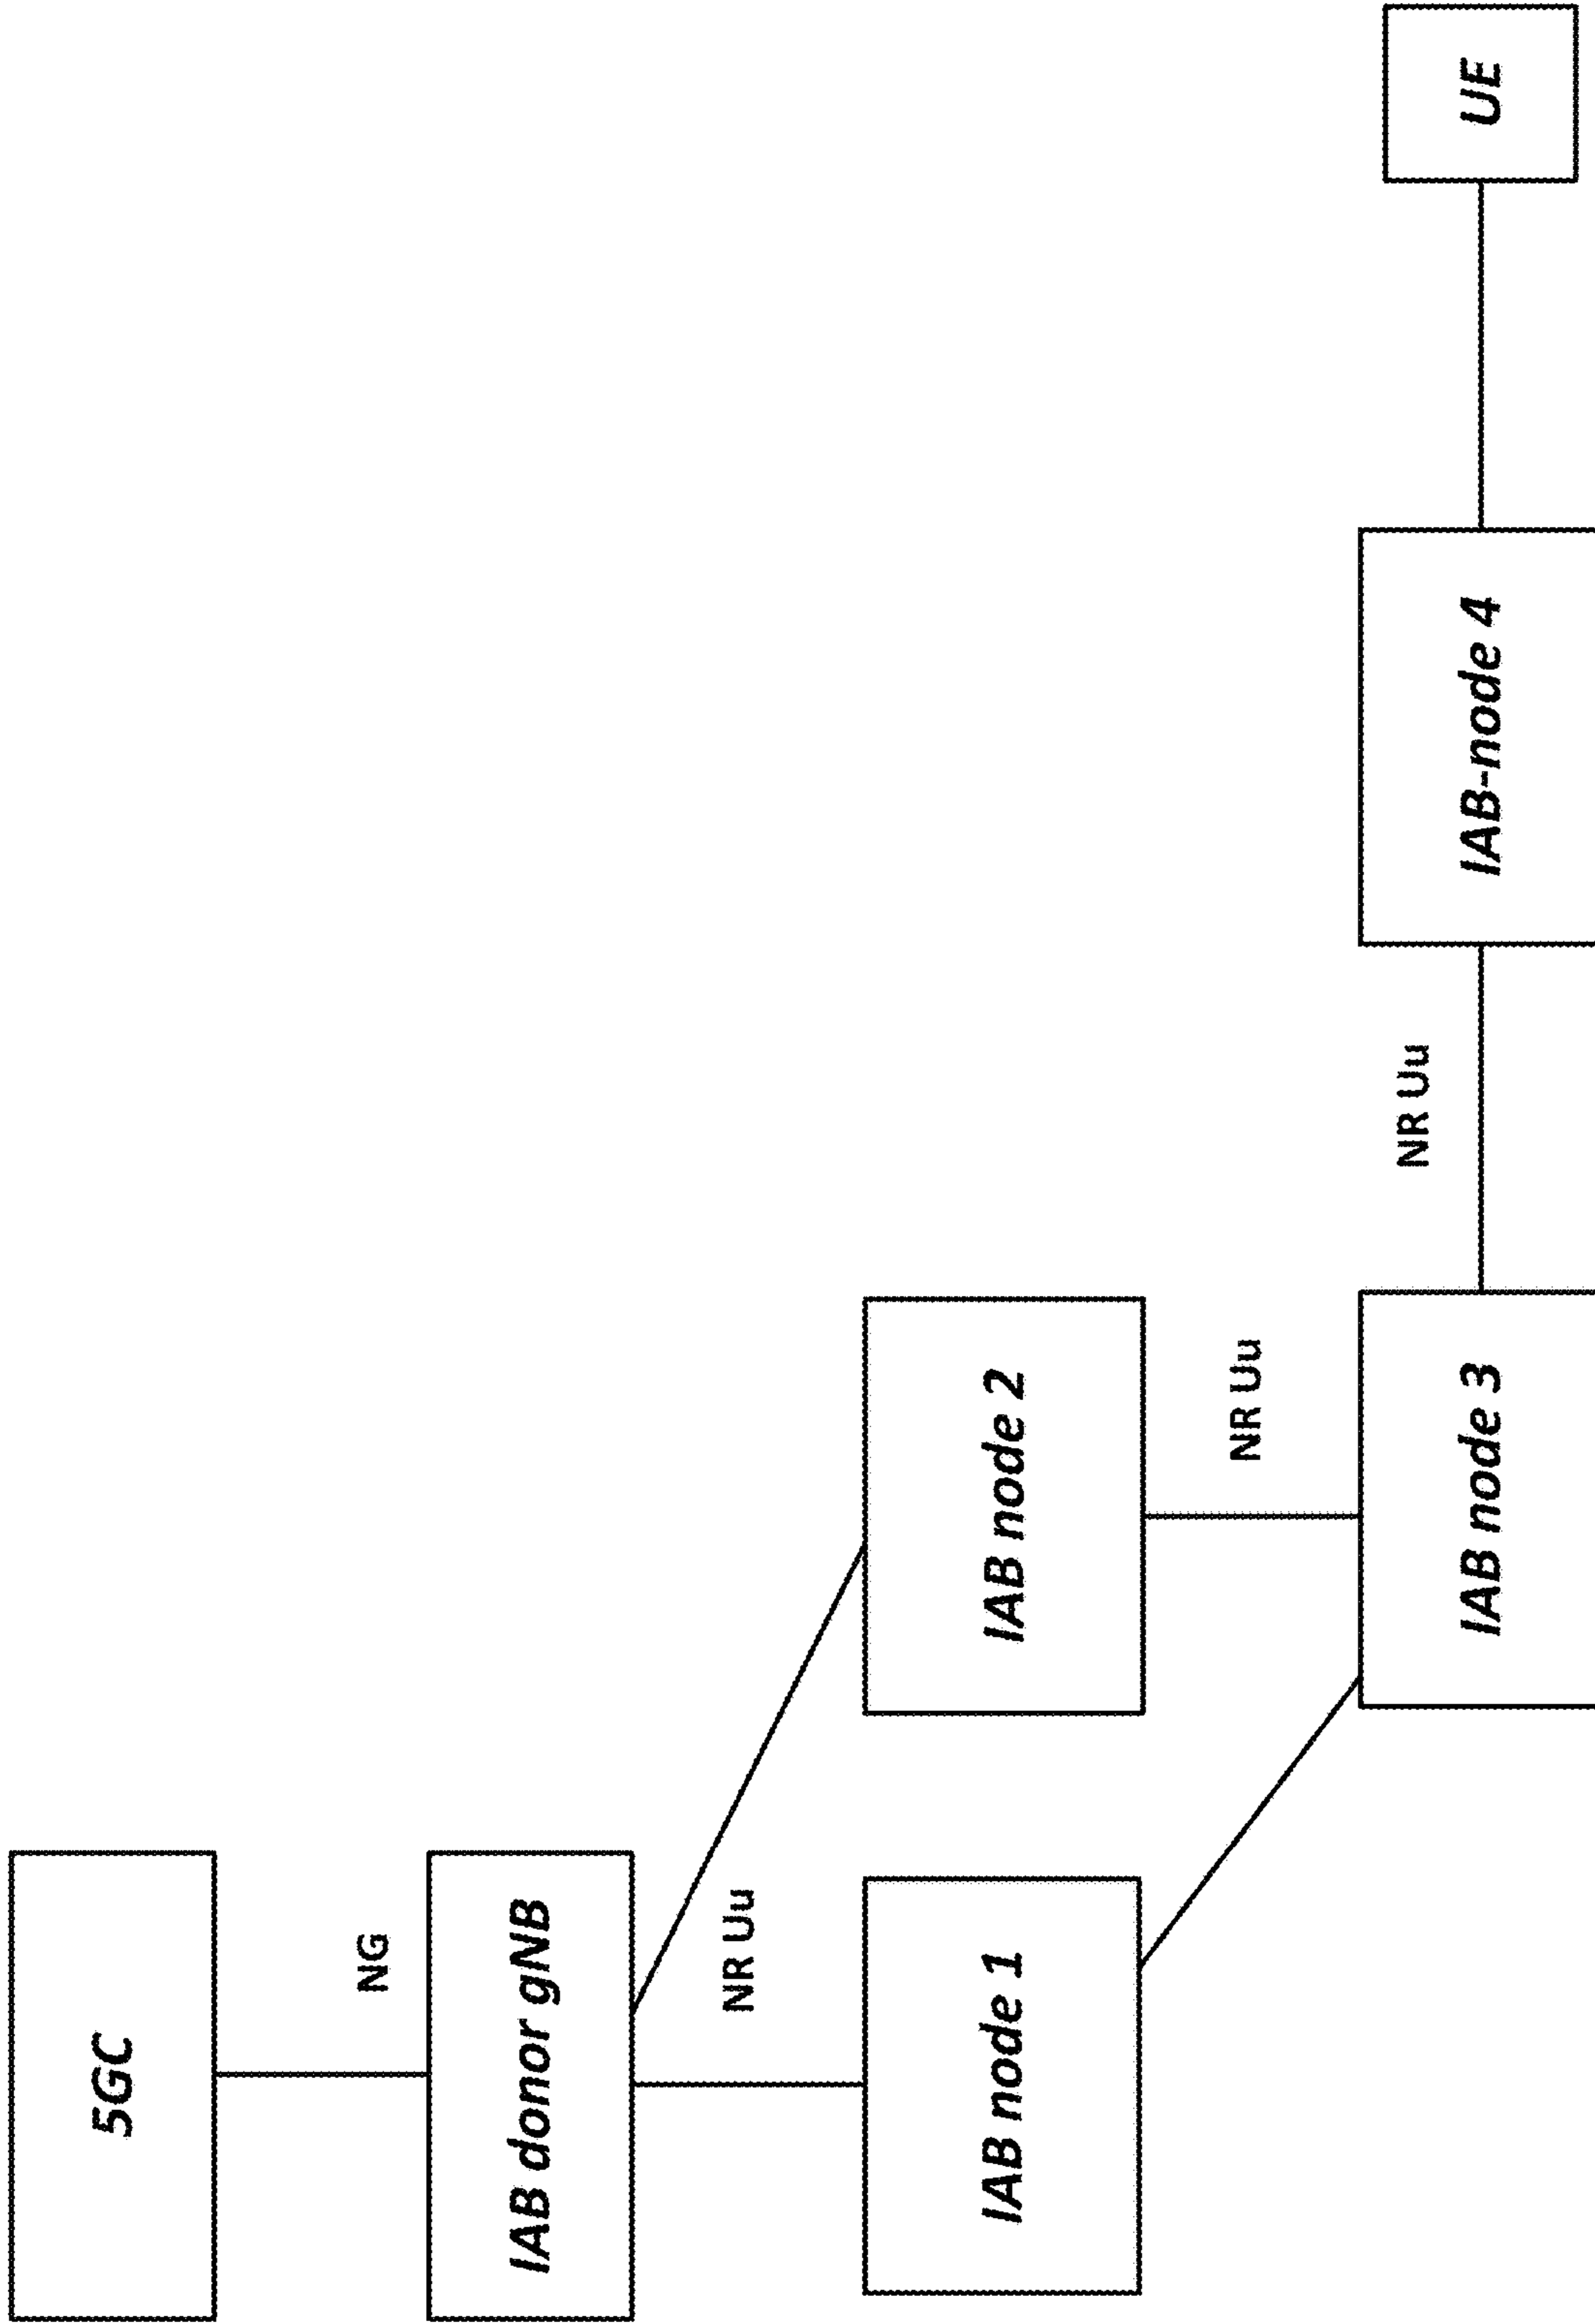 5GC
NG
IAB donor gNB
NR Uu
IAB node 1
IAB node 2
NR Uu
NR Uu
IAB node 3
IAB-node 4
UE